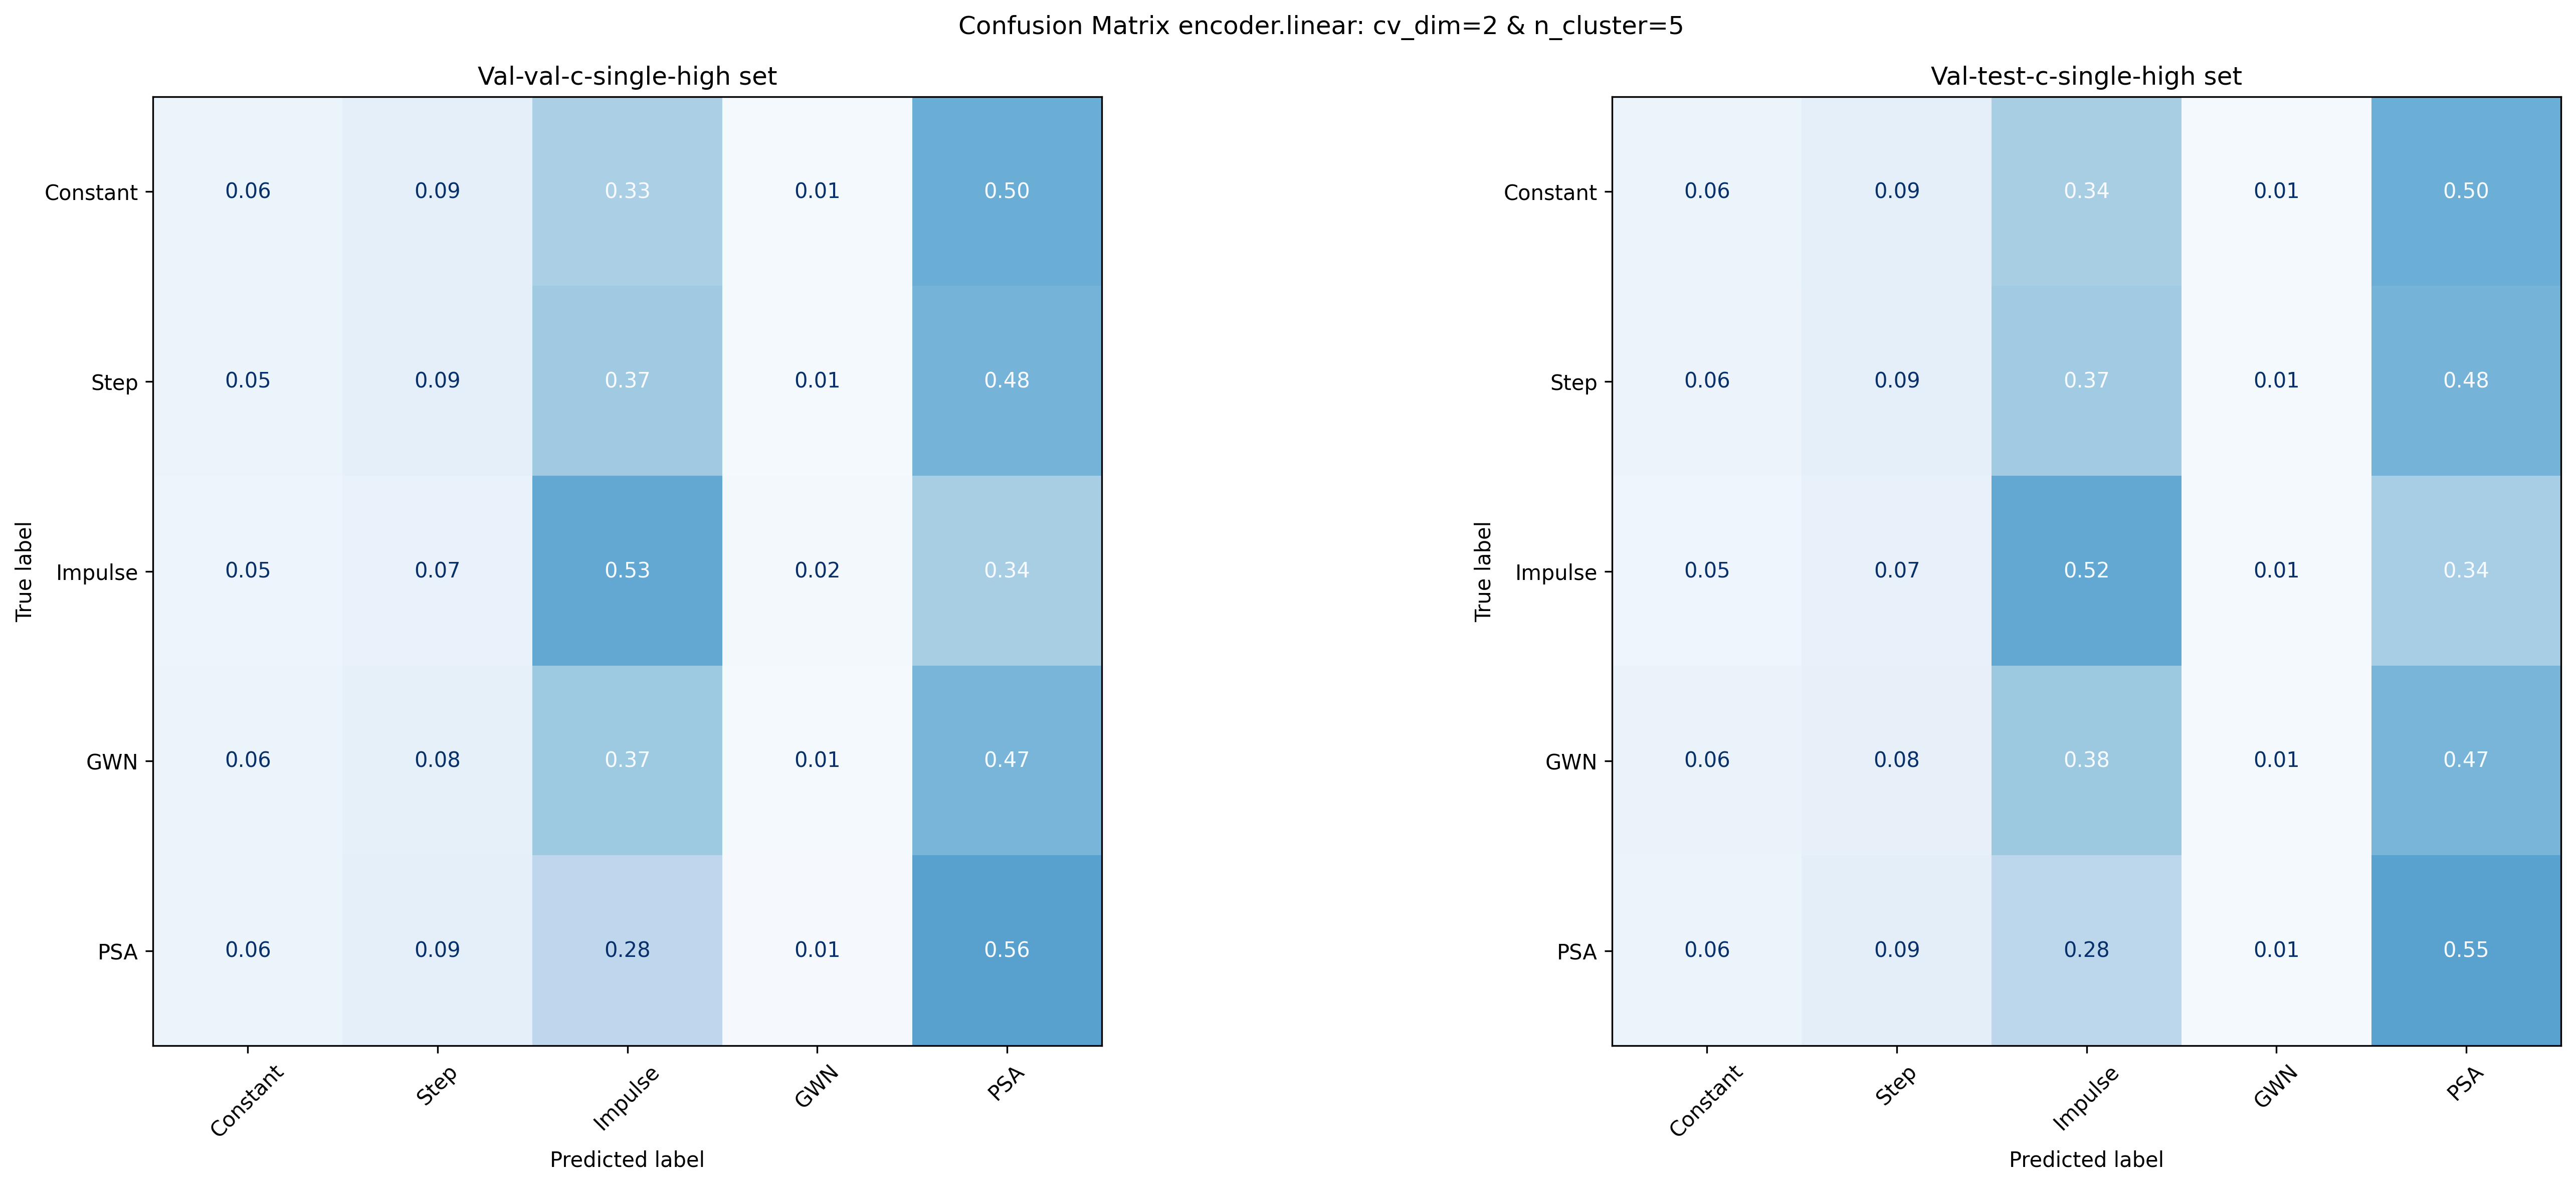 Confusion Matrix encoder.linear: cv_dim=2 & n_cluster=5
Val-val-c-single-high set
Constant 0.06 0.09 0.33 0.01 0.50
Step 0.05 0.09 0.37 0.01 0.48
Impulse 0.05 0.07 0.53 0.02 0.34
GWN 0.06 0.08 0.37 0.01 0.47
PSA 0.06 0.09 0.28 0.01 0.56
True label
Constant Step Impulse GWN PSA
Predicted label
Val-test-c-single-high set
Constant 0.06 0.09 0.34 0.01 0.50
Step 0.06 0.09 0.37 0.01 0.48
Impulse 0.05 0.07 0.52 0.01 0.34
GWN 0.06 0.08 0.38 0.01 0.47
PSA 0.06 0.09 0.28 0.01 0.55
True label
Constant Step Impulse GWN PSA
Predicted label